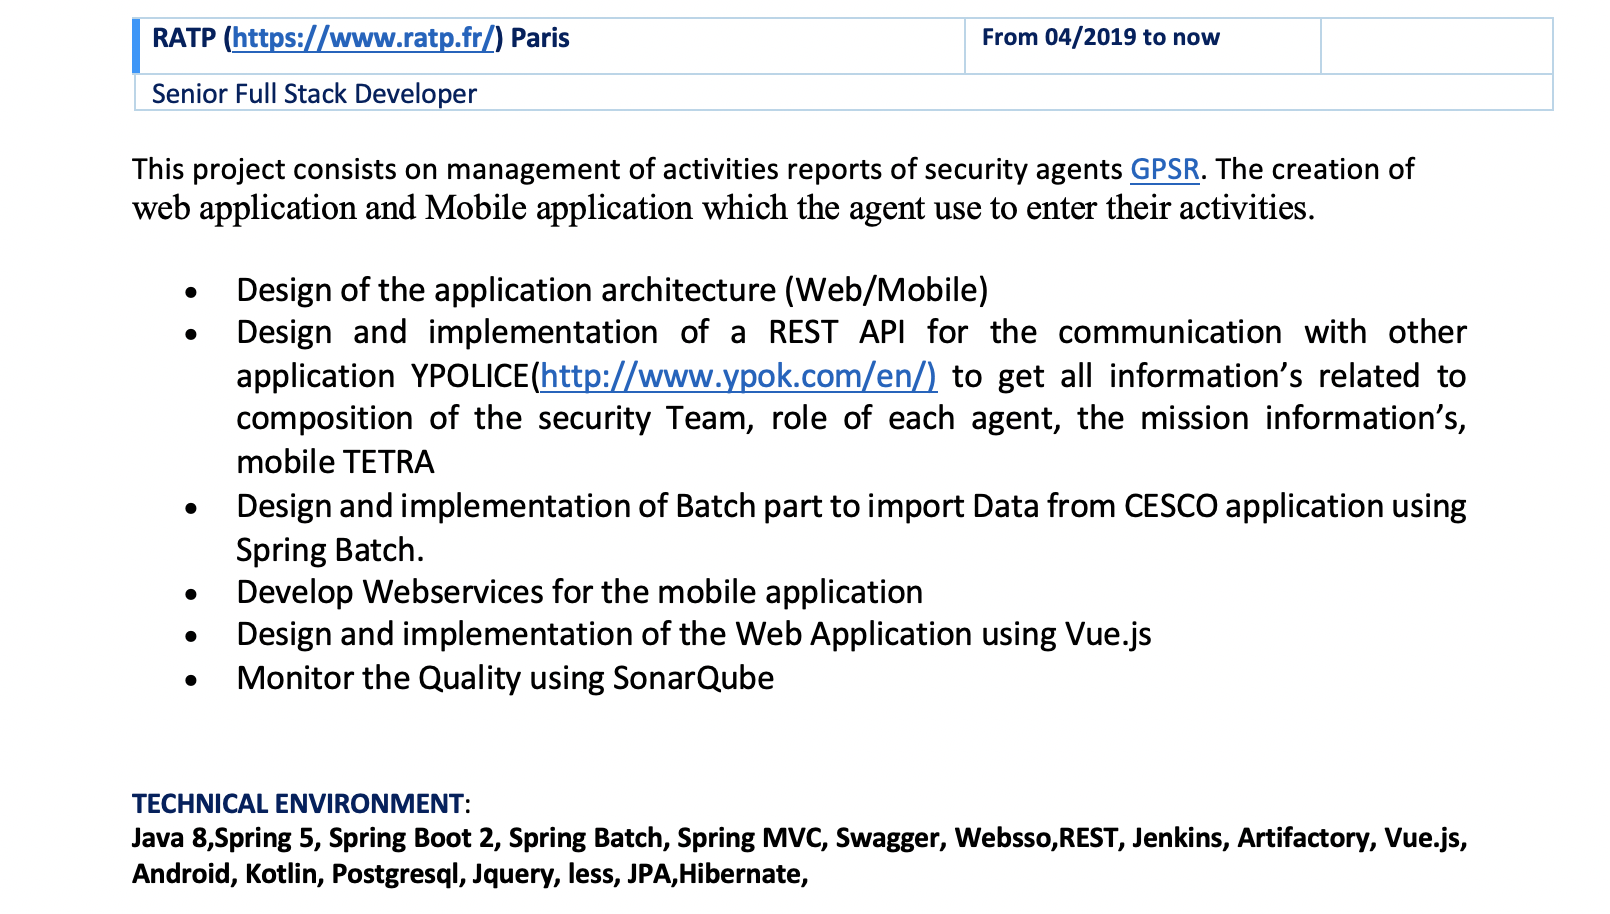 RATP (https://www.ratp.fr/) Paris From 04/2019 to now
Senior Full Stack Developer
This project consists on management of activities reports of security agents GPSR. The creation of
web application and Mobile application which the agent use to enter their activities.
• Design of the application architecture (Web/Mobile)
• Design and implementation of a REST API for the communication with other
application YPOLICE(http://www.ypok.com/en/) to get all information’s related to
composition of the security Team, role of each agent, the mission information’s,
mobile TETRA
• Design and implementation of Batch part to import Data from CESCO application using
Spring Batch.
• Develop Webservices for the mobile application
• Design and implementation of the Web Application using Vue.js
• Monitor the Quality using SonarQube
TECHNICAL ENVIRONMENT:
Java 8,Spring 5, Spring Boot 2, Spring Batch, Spring MVC, Swagger, Websso,REST, Jenkins, Artifactory, Vue.js,
Android, Kotlin, Postgresql, Jquery, less, JPA,Hibernate,